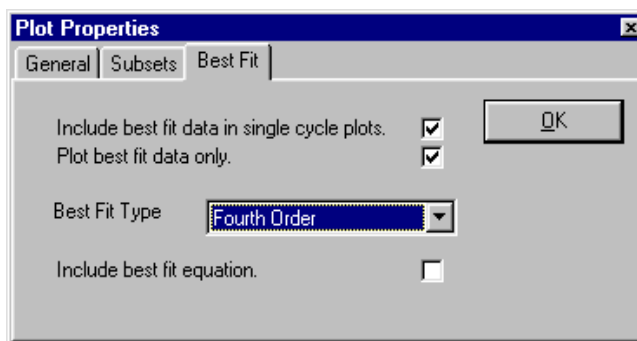 Plot Properties
General Subsets Best Fit
Include best fit data in single cycle plots.
OK
Plot best fit data only.
Best Fit Type Fourth Order
Include best fit equation.